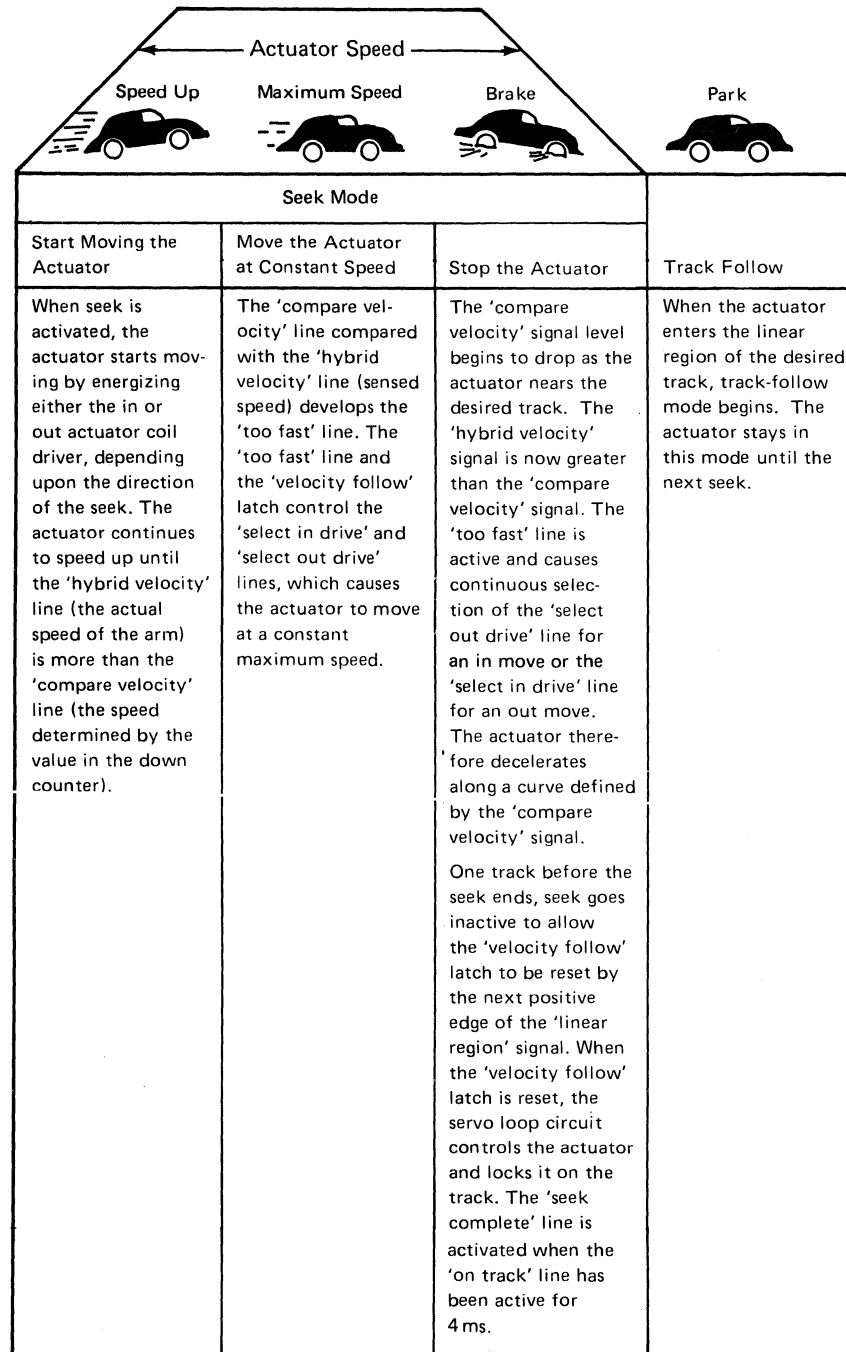 Actuator Speed
Speed Up
Maximum Speed
Brake
Park
Seek Mode
Start Moving the
Actuator
Move the Actuator
at Constant Speed
Stop the Actuator
Track Follow
When seek is
activated, the
actuator starts mov-
ing by energizing
either the in or
out actuator coil
driver, depending
upon the direction
of the seek. The
actuator continues
to speed up until
the 'hybrid velocity'
line (the actual
speed of the arm)
is more than the
'compare velocity'
line (the speed
determined by the
value in the down
counter).
The 'compare vel-
ocity' line compared
with the 'hybrid
velocity' line (sensed
speed) develops the
'too fast' line. The
'too fast' line and
the 'velocity follow'
latch control the
'select in drive' and
'select out drive'
lines, which causes
the actuator to move
at a constant
maximum speed.
The 'compare
velocity' signal level
begins to drop as the
actuator nears the
desired track. The
'hybrid velocity'
signal is now greater
than the 'compare
velocity' signal. The
'too fast' line is
active and causes
continuous selec-
tion of the 'select
out drive' line for
an in move or the
'select in drive' line
for an out move.
The actuator there-
fore decelerates
along a curve defined
by the 'compare
velocity' signal.
One track before the
seek ends, seek goes
inactive to allow
the 'velocity follow'
latch to be reset by
the next positive
edge of the 'linear
region' signal. When
the 'velocity follow'
latch is reset, the
servo loop circuit
controls the actuator
and locks it on the
track. The 'seek
complete' line is
activated when the
'on track' line has
been active for
4 ms.
When the actuator
enters the linear
region of the desired
track, track-follow
mode begins. The
actuator stays in
this mode until the
next seek.